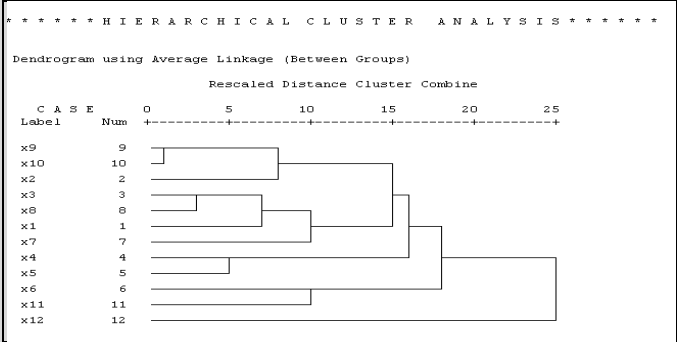 * * * * * * H I E R A R C H I C A L  C L U S T E R   A N A L Y S I S * * * * * *
Dendrogram using Average Linkage (Between Groups)
Rescaled Distance Cluster Combine
C A S E 0 5 10 15 20 25
Label Num +---------+---------+---------+---------+---------+
x9 9
x10 10
x2 2
x3 3
x8 8
x1 1
x7 7
x4 4
x5 5
x6 6
x11 11
x12 12